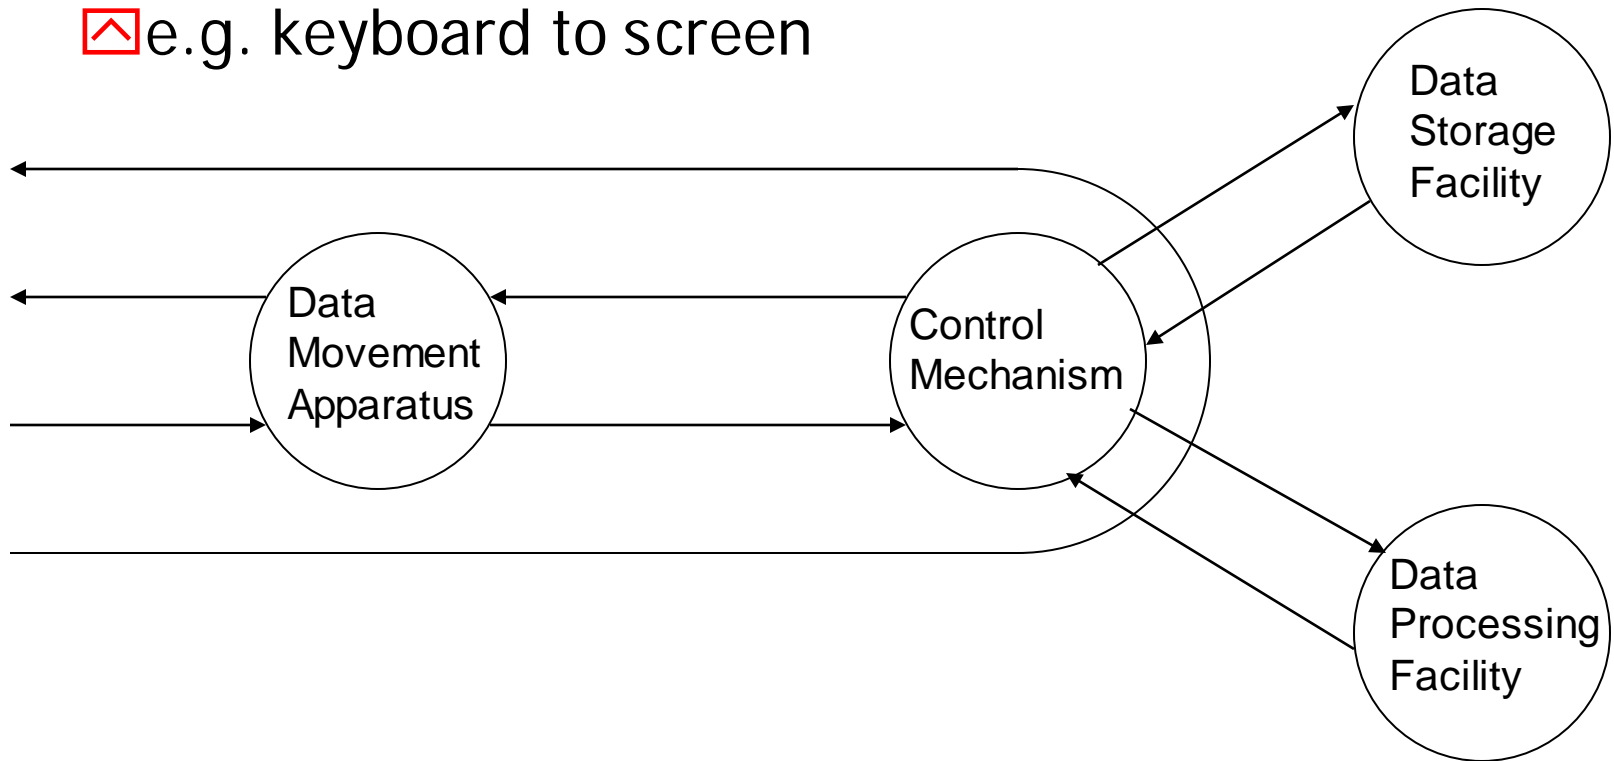 e.g. keyboard to screen
Data
Storage
Facility
Data
Movement
Apparatus
Control
Mechanism
Data
Processing
Facility